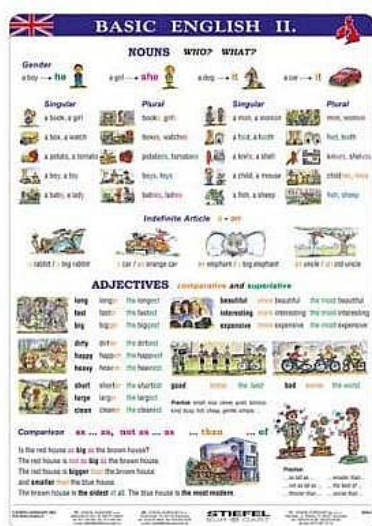 BASIC ENGLISH II.
NOUNS WHO? WHAT?
Gender
a boy → he a girl → she a dog → it a car → it
Singular Plural Singular Plural
a book, a girl books, girls a man, a woman men, women
a box, a watch boxes, watches a foot, a tooth feet, teeth
a potato, a tomato potatoes, tomatoes a knife, a shelf knives, shelves
a boy, a toy boys, toys a child, a mouse children, mice
a baby, a lady babies, ladies a fish, a sheep fish, sheep
Indefinite Article a - an
a rabbit / a big rabbit a car / an orange car an elephant / a big elephant an uncle / an old uncle
ADJECTIVES comparative and superlative
long longer the longest beautiful more beautiful the most beautiful
fast faster the fastest interesting more interesting the most interesting
big bigger the biggest expensive more expensive the most expensive
dirty dirtier the dirtiest
happy happier the happiest
heavy heavier the heaviest
short shorter the shortest good better the best bad worse the worst
large larger the largest
clean cleaner the cleanest
Comparison as ... as, not as ... as ... than ... of
Is the red house as big as the brown house?
The red house is not as big as the brown house.
The red house is bigger than the brown house
and smaller than the blue house.
The brown house is the oldest of all. The blue house is the most modern.
Practise
STIEFEL